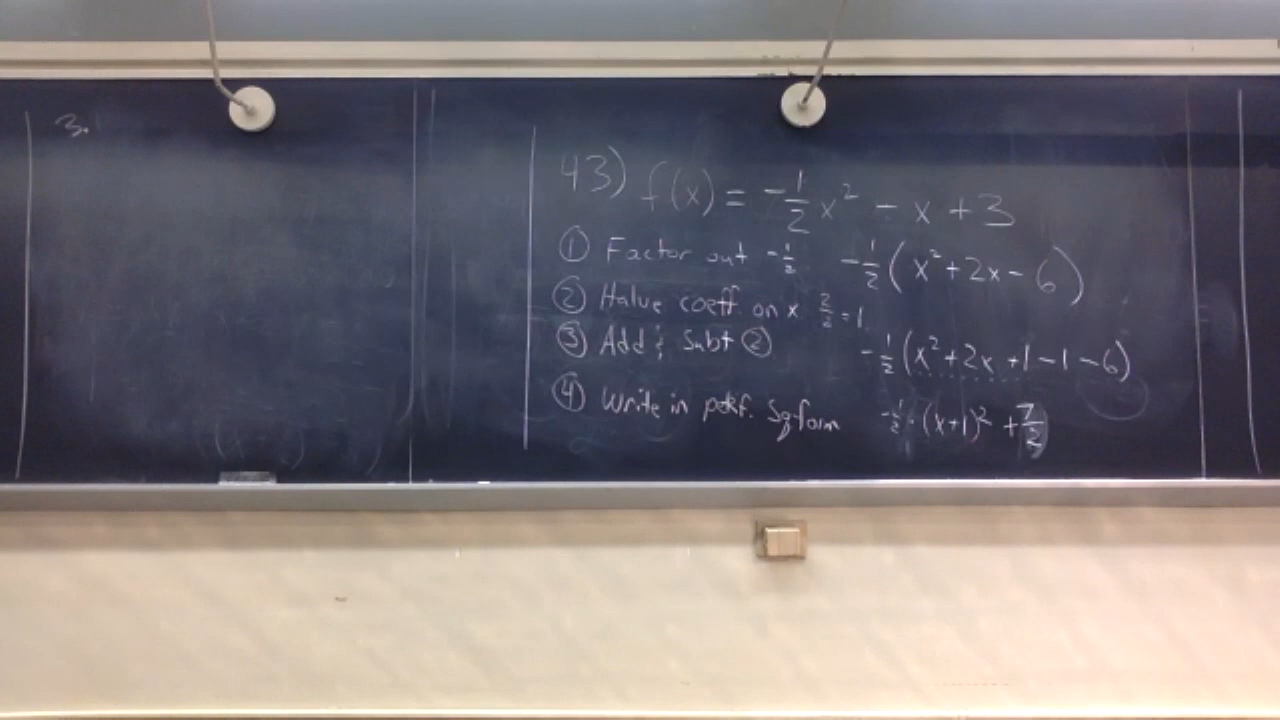 3.
43) f(x) = -1/2 x² - x + 3
① Factor out -1/2 -1/2 (x² + 2x - 6)
② Halve coeff. on x 2/2 = 1
③ Add & Subt ② -1/2 (x² + 2x + 1 - 1 - 6)
④ Write in perf. Sq form -1/2 · (x+1)² + 7/2